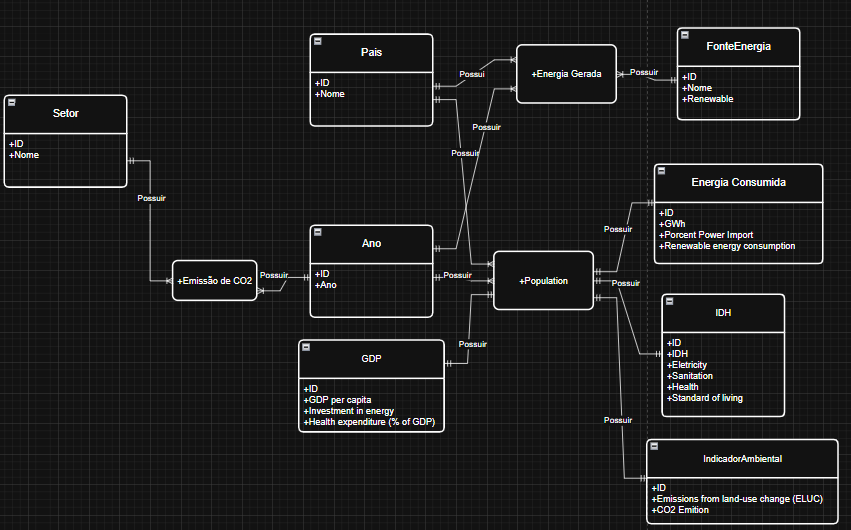 Pais
+ID
+Nome
Possui
+Energia Gerada
Possuir
FonteEnergia
+ID
+Nome
+Renewable
Setor
+ID
+Nome
Possuir
Possuir
Possuir
Energia Consumida
+ID
+GWh
+Porcent Power Import
+Renewable energy consumption
Possuir
Ano
+ID
+Ano
+Emissão de CO2
Possuir
Possuir
+Population
Possuir
IDH
+ID
+IDH
+Eletricity
+Sanitation
+Health
+Standard of living
GDP
+ID
+GDP per capita
+Investment in energy
+Health expenditure (% of GDP)
Possuir
Possuir
IndicadorAmbiental
+ID
+Emissions from land-use change (ELUC)
+CO2 Emition